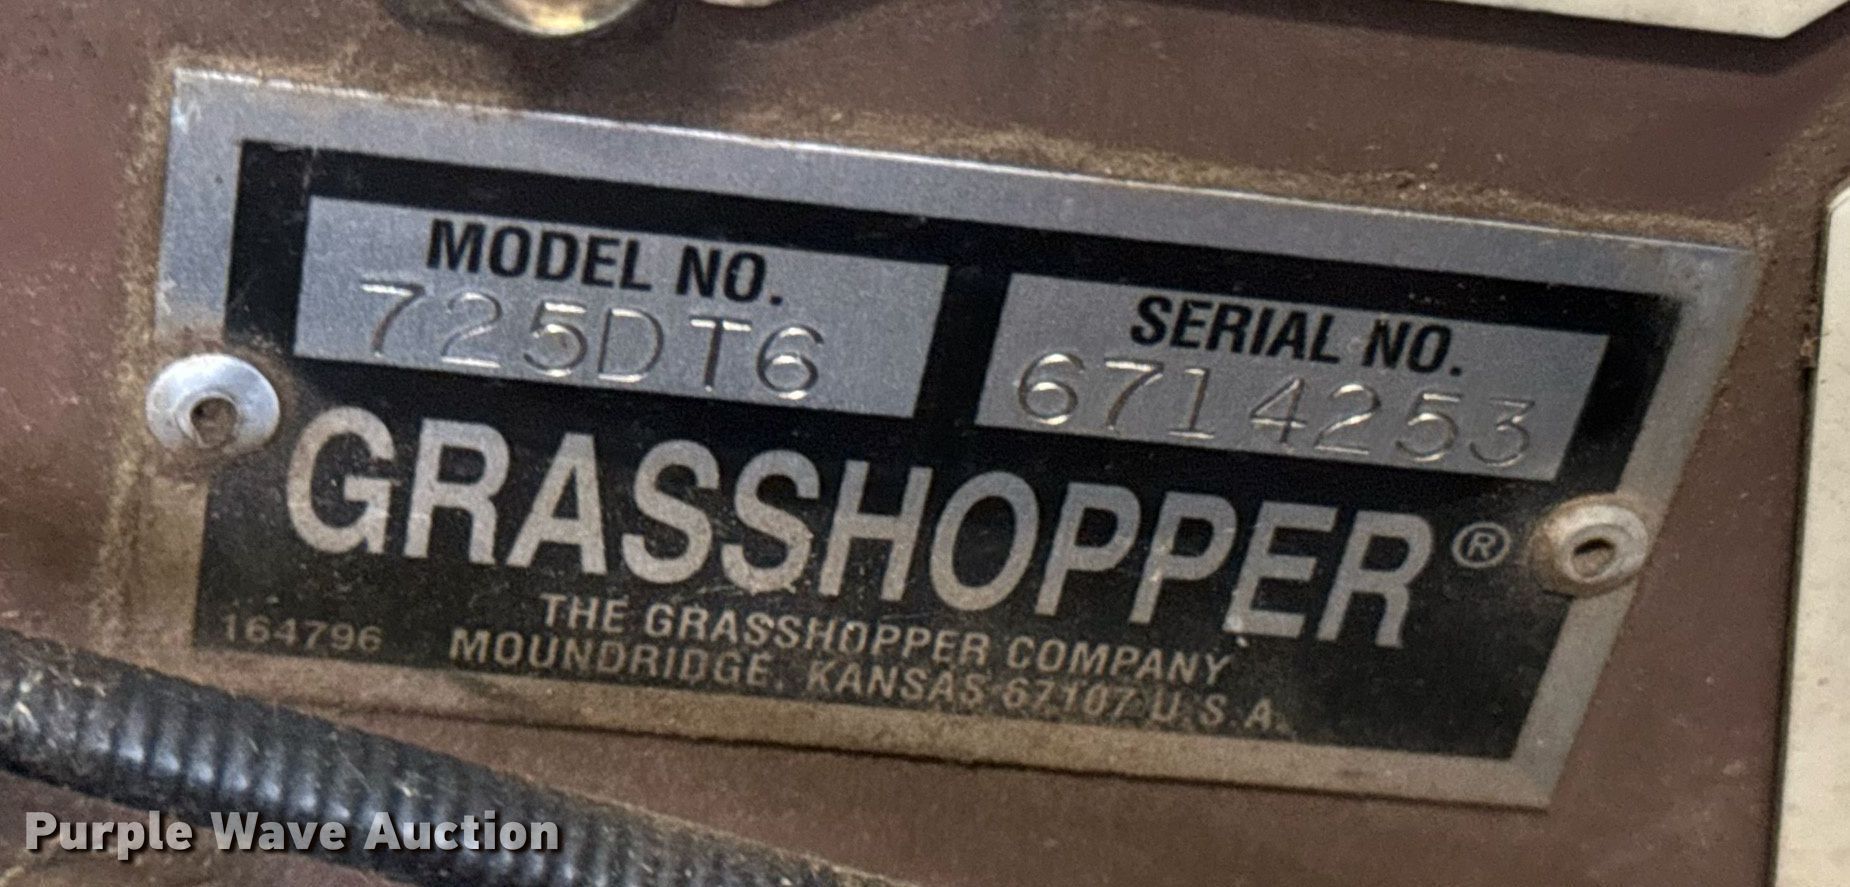 MODEL NO.
725DT6
SERIAL NO.
6714253
GRASSHOPPER®
THE GRASSHOPPER COMPANY
164796
MOUNDRIDGE, KANSAS 67107 U.S.A.
Purple Wave Auction